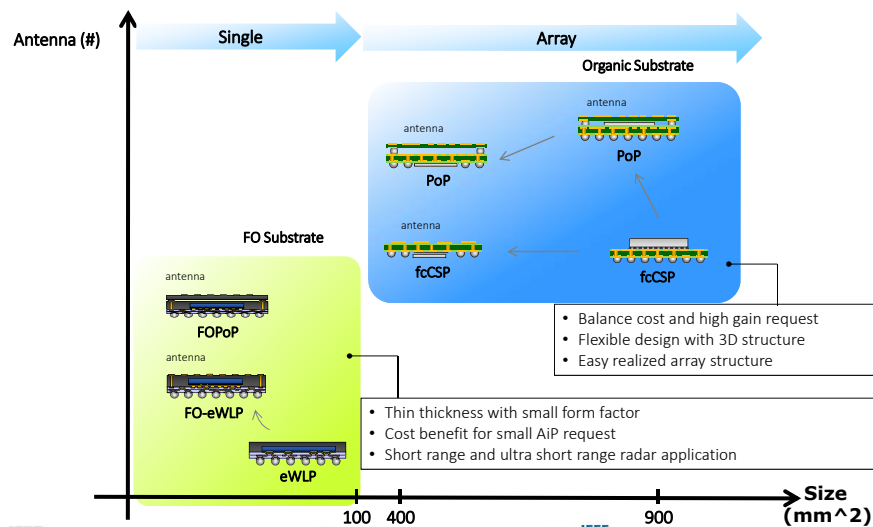 Antenna (#)
Single
Array
Organic Substrate
antenna
PoP
antenna
PoP
antenna
fcCSP
fcCSP
FO Substrate
antenna
FOPoP
antenna
FO-eWLP
eWLP
• Balance cost and high gain request
• Flexible design with 3D structure
• Easy realized array structure
• Thin thickness with small form factor
• Cost benefit for small AiP request
• Short range and ultra short range radar application
100
400
900
Size
(mm^2)